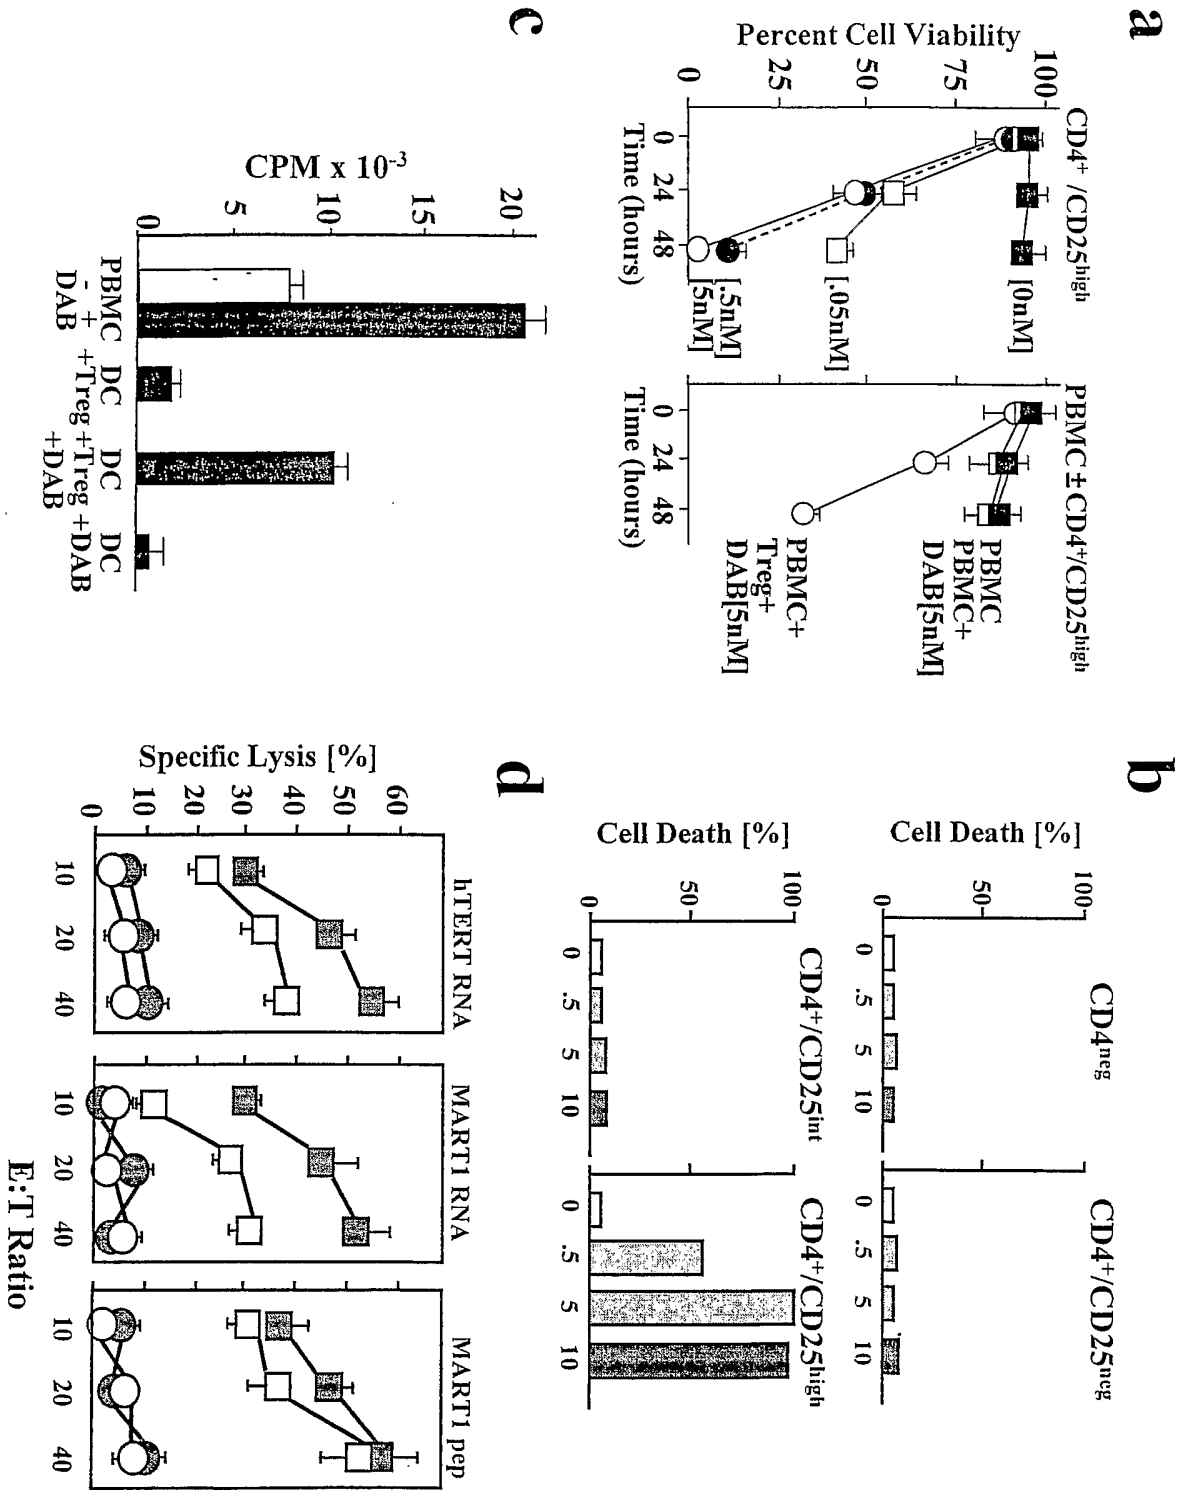 a
CD4⁺ /CD25ʰⁱᵍʰ
Percent Cell Viability
100
75
50
25
0
0 24 48
Time (hours)
[0nM]
[.05nM]
[.5nM]
[5nM]
PBMC ± CD4⁺/CD25ʰⁱᵍʰ
0 24 48
Time (hours)
PBMC
PBMC+
DAB[5nM]
PBMC+
Treg+
DAB[5nM]
b
CD4ⁿᵉᵍ
Cell Death [%]
100
50
0
0 .5 5 10
CD4⁺/CD25ⁿᵉᵍ
0 .5 5 10
CD4⁺/CD25ⁱⁿᵗ
Cell Death [%]
100
50
0
0 .5 5 10
CD4⁺/CD25ʰⁱᵍʰ
0 .5 5 10
c
CPM x 10⁻³
20
15
10
5
0
PBMC DC DC DC
- + +Treg +Treg +DAB
DAB +DAB
d
hTERT RNA MART1 RNA MART1 pep
Specific Lysis [%]
60
50
40
30
20
10
0
10 20 40 10 20 40 10 20 40
E:T Ratio